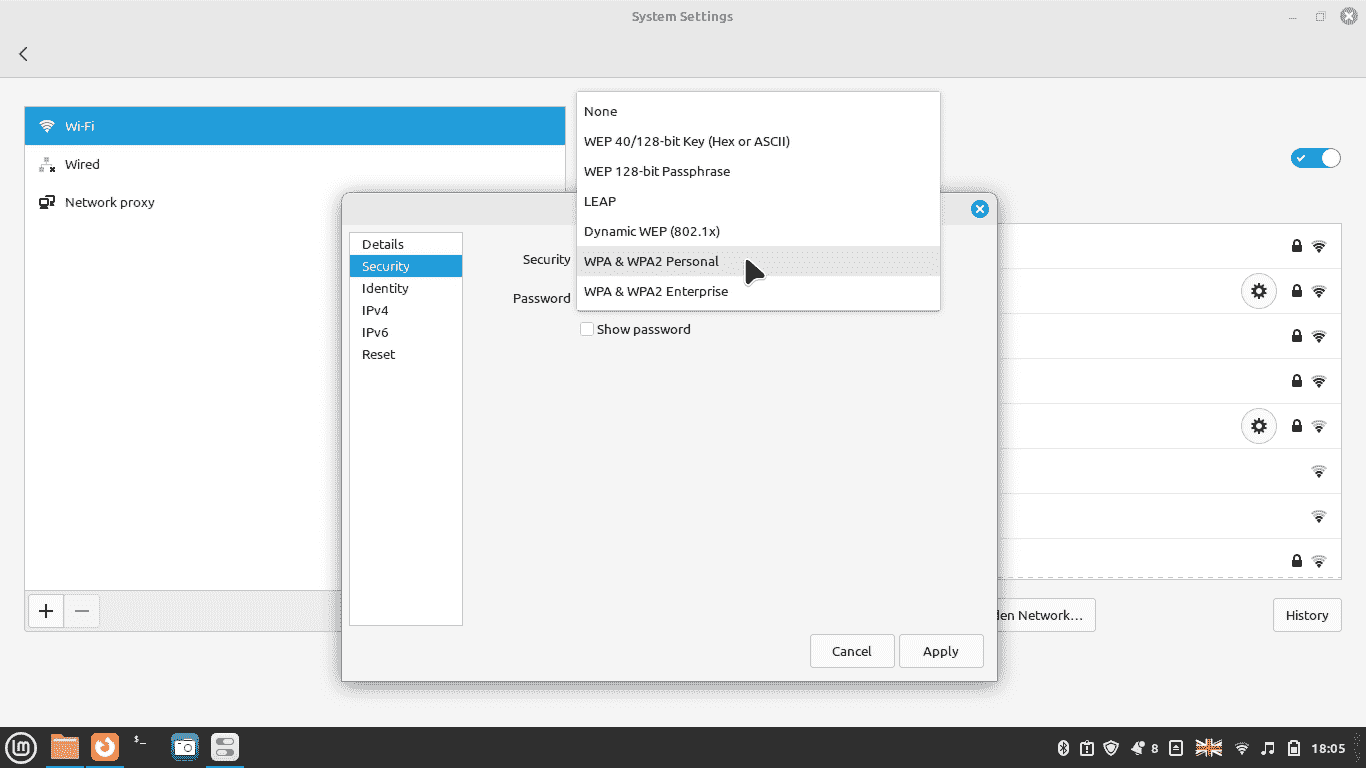 System Settings
Wi-Fi
Wired
Network proxy
None
WEP 40/128-bit Key (Hex or ASCII)
WEP 128-bit Passphrase
LEAP
Dynamic WEP (802.1x)
WPA & WPA2 Personal
WPA & WPA2 Enterprise
Details
Security
Identity
IPv4
IPv6
Reset
Security
Password
Show password
Cancel
Apply
den Network...
History
8
18:05